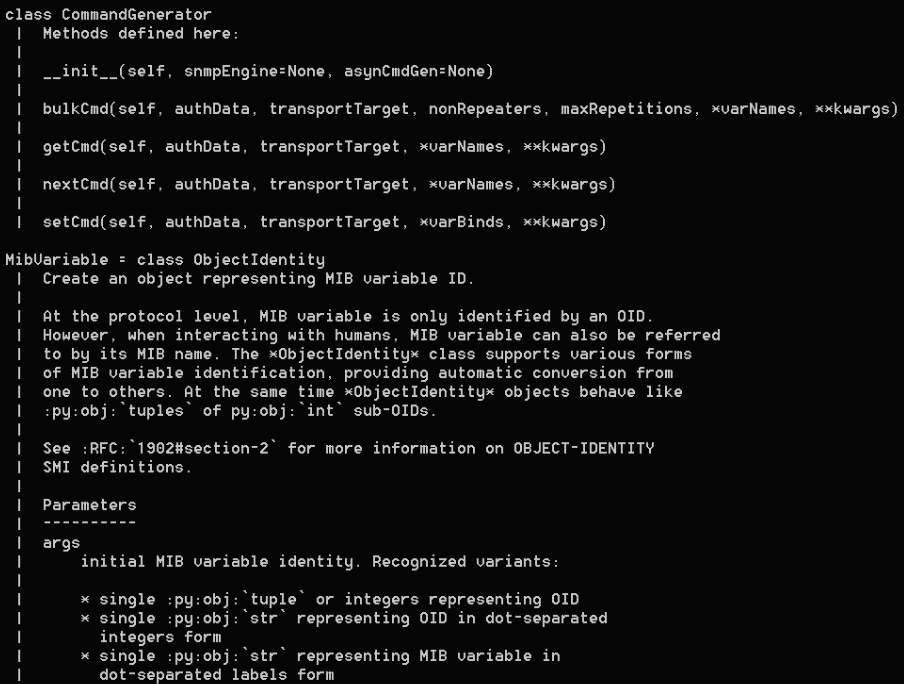 class CommandGenerator
 |  Methods defined here:
 |
 |  __init__(self, snmpEngine=None, asynCmdGen=None)
 |
 |  bulkCmd(self, authData, transportTarget, nonRepeaters, maxRepetitions, *varNames, **kwargs)
 |
 |  getCmd(self, authData, transportTarget, *varNames, **kwargs)
 |
 |  nextCmd(self, authData, transportTarget, *varNames, **kwargs)
 |
 |  setCmd(self, authData, transportTarget, *varBinds, **kwargs)

MibVariable = class ObjectIdentity
 |  Create an object representing MIB variable ID.
 |
 |  At the protocol level, MIB variable is only identified by an OID.
 |  However, when interacting with humans, MIB variable can also be referred
 |  to by its MIB name. The *ObjectIdentity* class supports various forms
 |  of MIB variable identification, providing automatic conversion from
 |  one to others. At the same time *ObjectIdentity* objects behave like
 |  :py:obj:`tuples` of py:obj:`int` sub-OIDs.
 |
 |  See :RFC:`1902#section-2` for more information on OBJECT-IDENTITY
 |  SMI definitions.
 |
 |  Parameters
 |  ----------
 |  args
 |      initial MIB variable identity. Recognized variants:
 |
 |      * single :py:obj:`tuple` or integers representing OID
 |      * single :py:obj:`str` representing OID in dot-separated
 |        integers form
 |      * single :py:obj:`str` representing MIB variable in
 |        dot-separated labels form